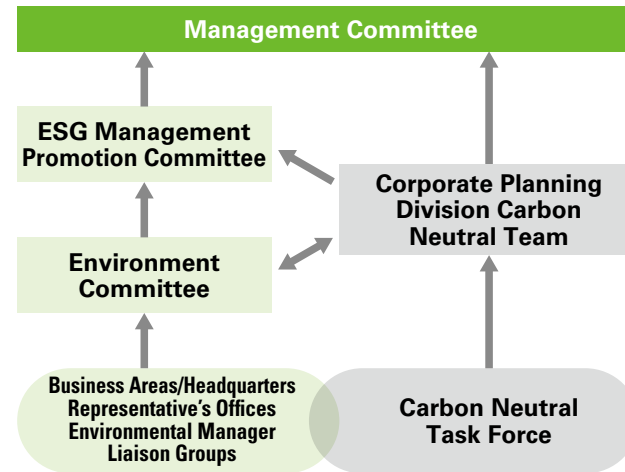 Management Committee
ESG Management
Promotion Committee
Corporate Planning
Division Carbon
Neutral Team
Environment
Committee
Business Areas/Headquarters
Representative's Offices
Environmental Manager
Liaison Groups
Carbon Neutral
Task Force